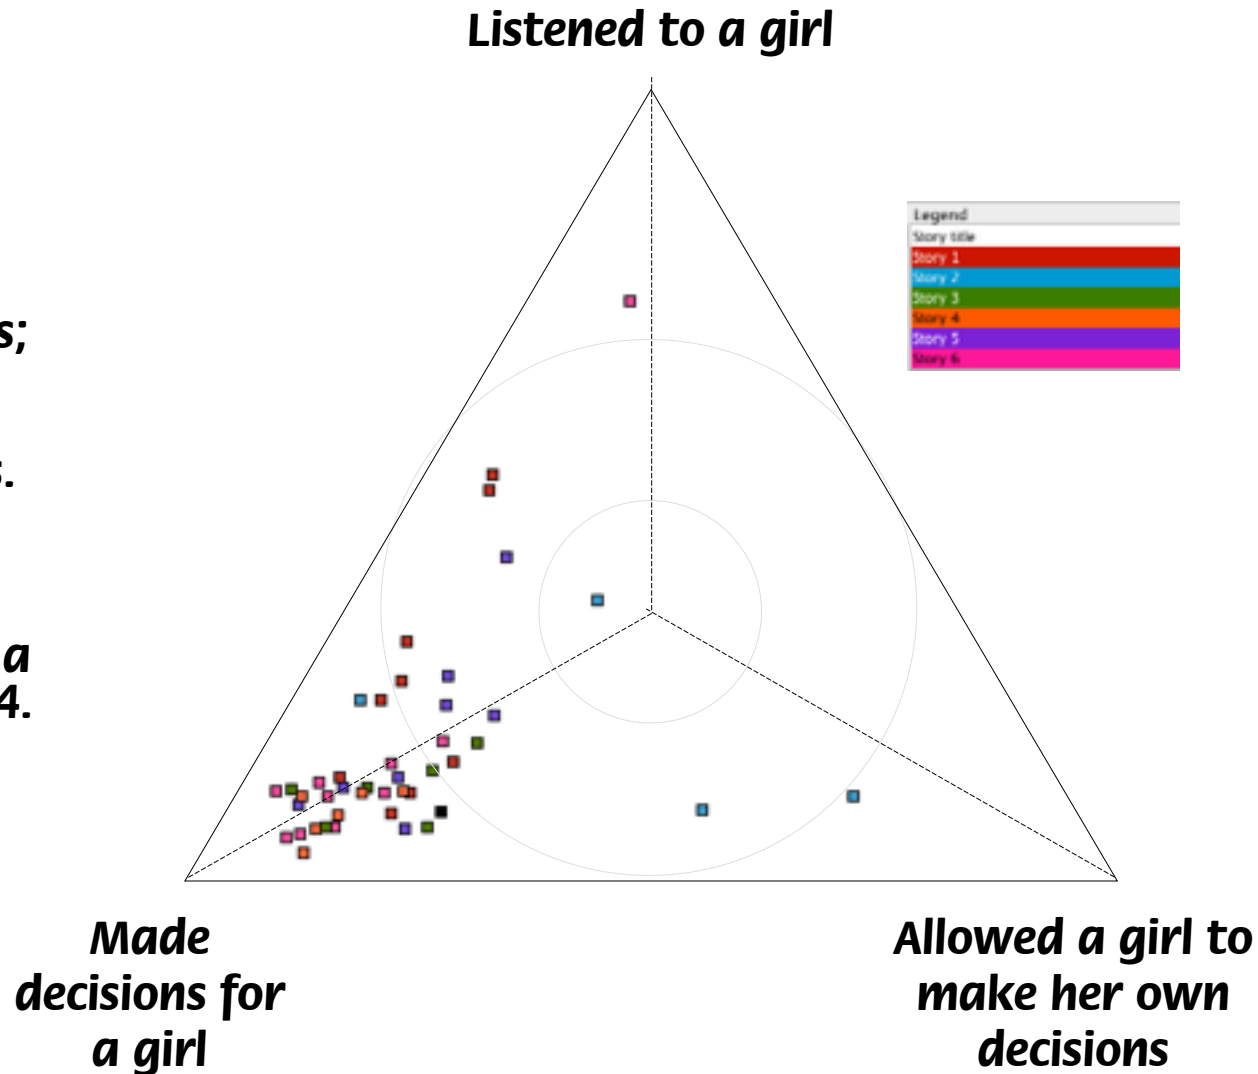 Listened to a girl
Legend
Story title
Story 1
Story 2
Story 3
Story 4
Story 5
Story 6
s;
s.
a
4.
Made
decisions for
a girl
Allowed a girl to
make her own
decisions